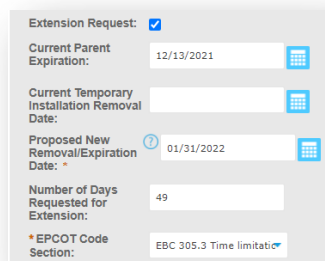 Extension Request:
Current Parent
Expiration:
12/13/2021
Current Temporary
Installation Removal
Date:
Proposed New
Removal/Expiration
Date: *
?
01/31/2022
Number of Days
Requested for
Extension:
49
* EPCOT Code
Section:
EBC 305.3 Time limitatic